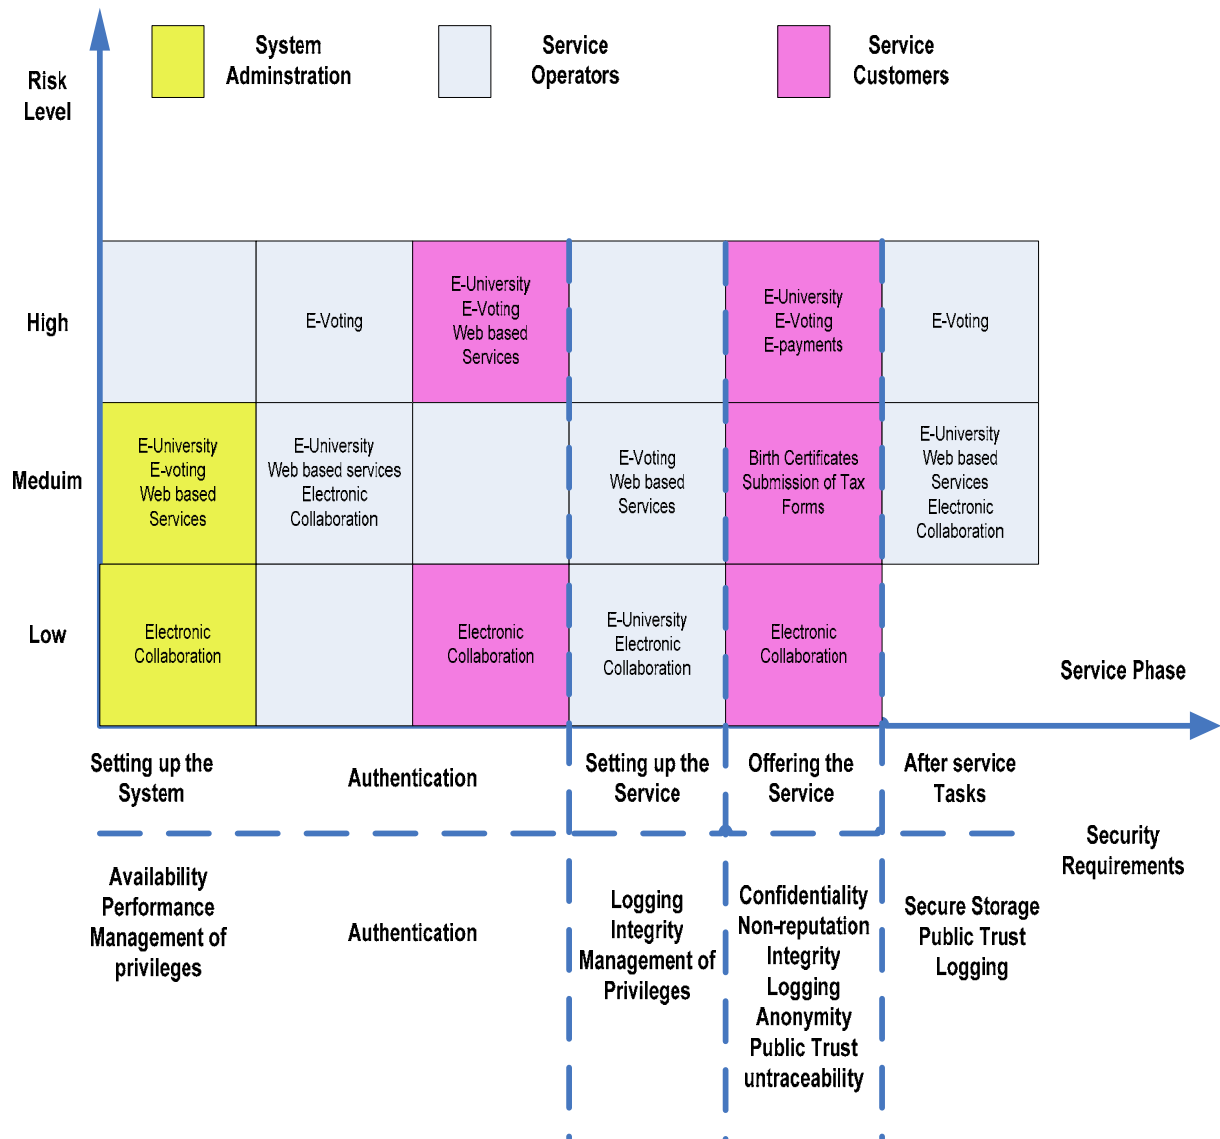 System
Adminstration
Service
Operators
Service
Customers
Risk
Level
High
E-Voting
E-University
E-Voting
Web based
Services
E-University
E-Voting
E-payments
E-Voting
Meduim
E-University
E-voting
Web based
Services
E-University
Web based services
Electronic
Collaboration
E-Voting
Web based
Services
Birth Certificates
Submission of Tax
Forms
E-University
Web based
Services
Electronic
Collaboration
Low
Electronic
Collaboration
Electronic
Collaboration
E-University
Electronic
Collaboration
Electronic
Collaboration
Service Phase
Setting up the
System
Authentication
Setting up the
Service
Offering the
Service
After service
Tasks
Security
Requirements
Availability
Performance
Management of
privileges
Authentication
Logging
Integrity
Management of
Privileges
Confidentiality
Non-reputation
Integrity
Logging
Anonymity
Public Trust
untraceability
Secure Storage
Public Trust
Logging